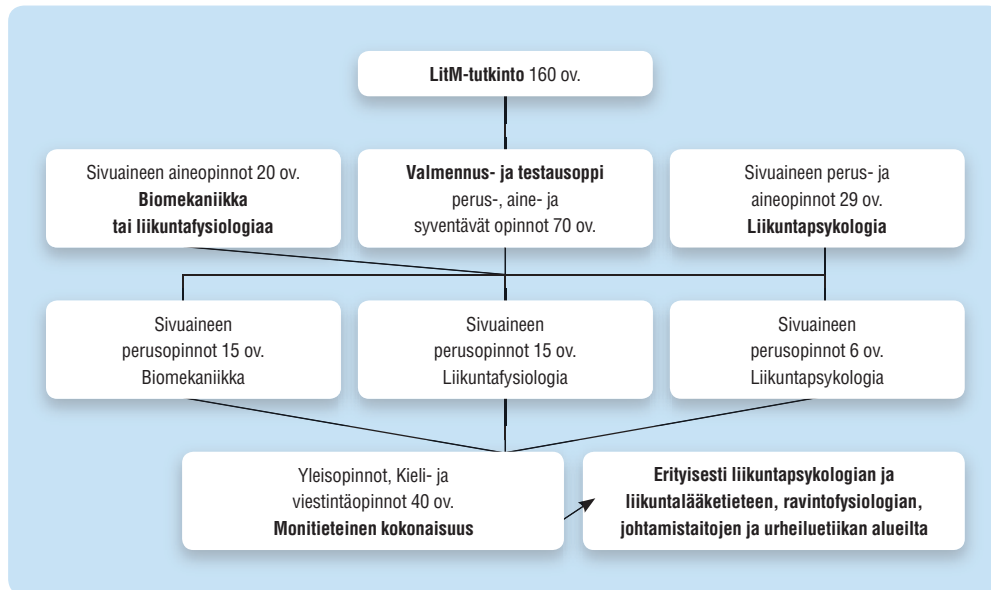 LitM-tutkinto 160 ov.
Sivuaineen aineopinnot 20 ov.
Biomekaniikka
tai liikuntafysiologiaa
Valmennus- ja testausoppi
perus-, aine- ja
syventävät opinnot 70 ov.
Sivuaineen perus- ja
aineopinnot 29 ov.
Liikuntapsykologia
Sivuaineen
perusopinnot 15 ov.
Biomekaniikka
Sivuaineen
perusopinnot 15 ov.
Liikuntafysiologia
Sivuaineen
perusopinnot 6 ov.
Liikuntapsykologia
Yleisopinnot, Kieli- ja
viestintäopinnot 40 ov.
Monitieteinen kokonaisuus
Erityisesti liikuntapsykologian ja
liikuntalääketieteen, ravintofysiologian,
johtamistaitojen ja urheiluetiikan alueilta